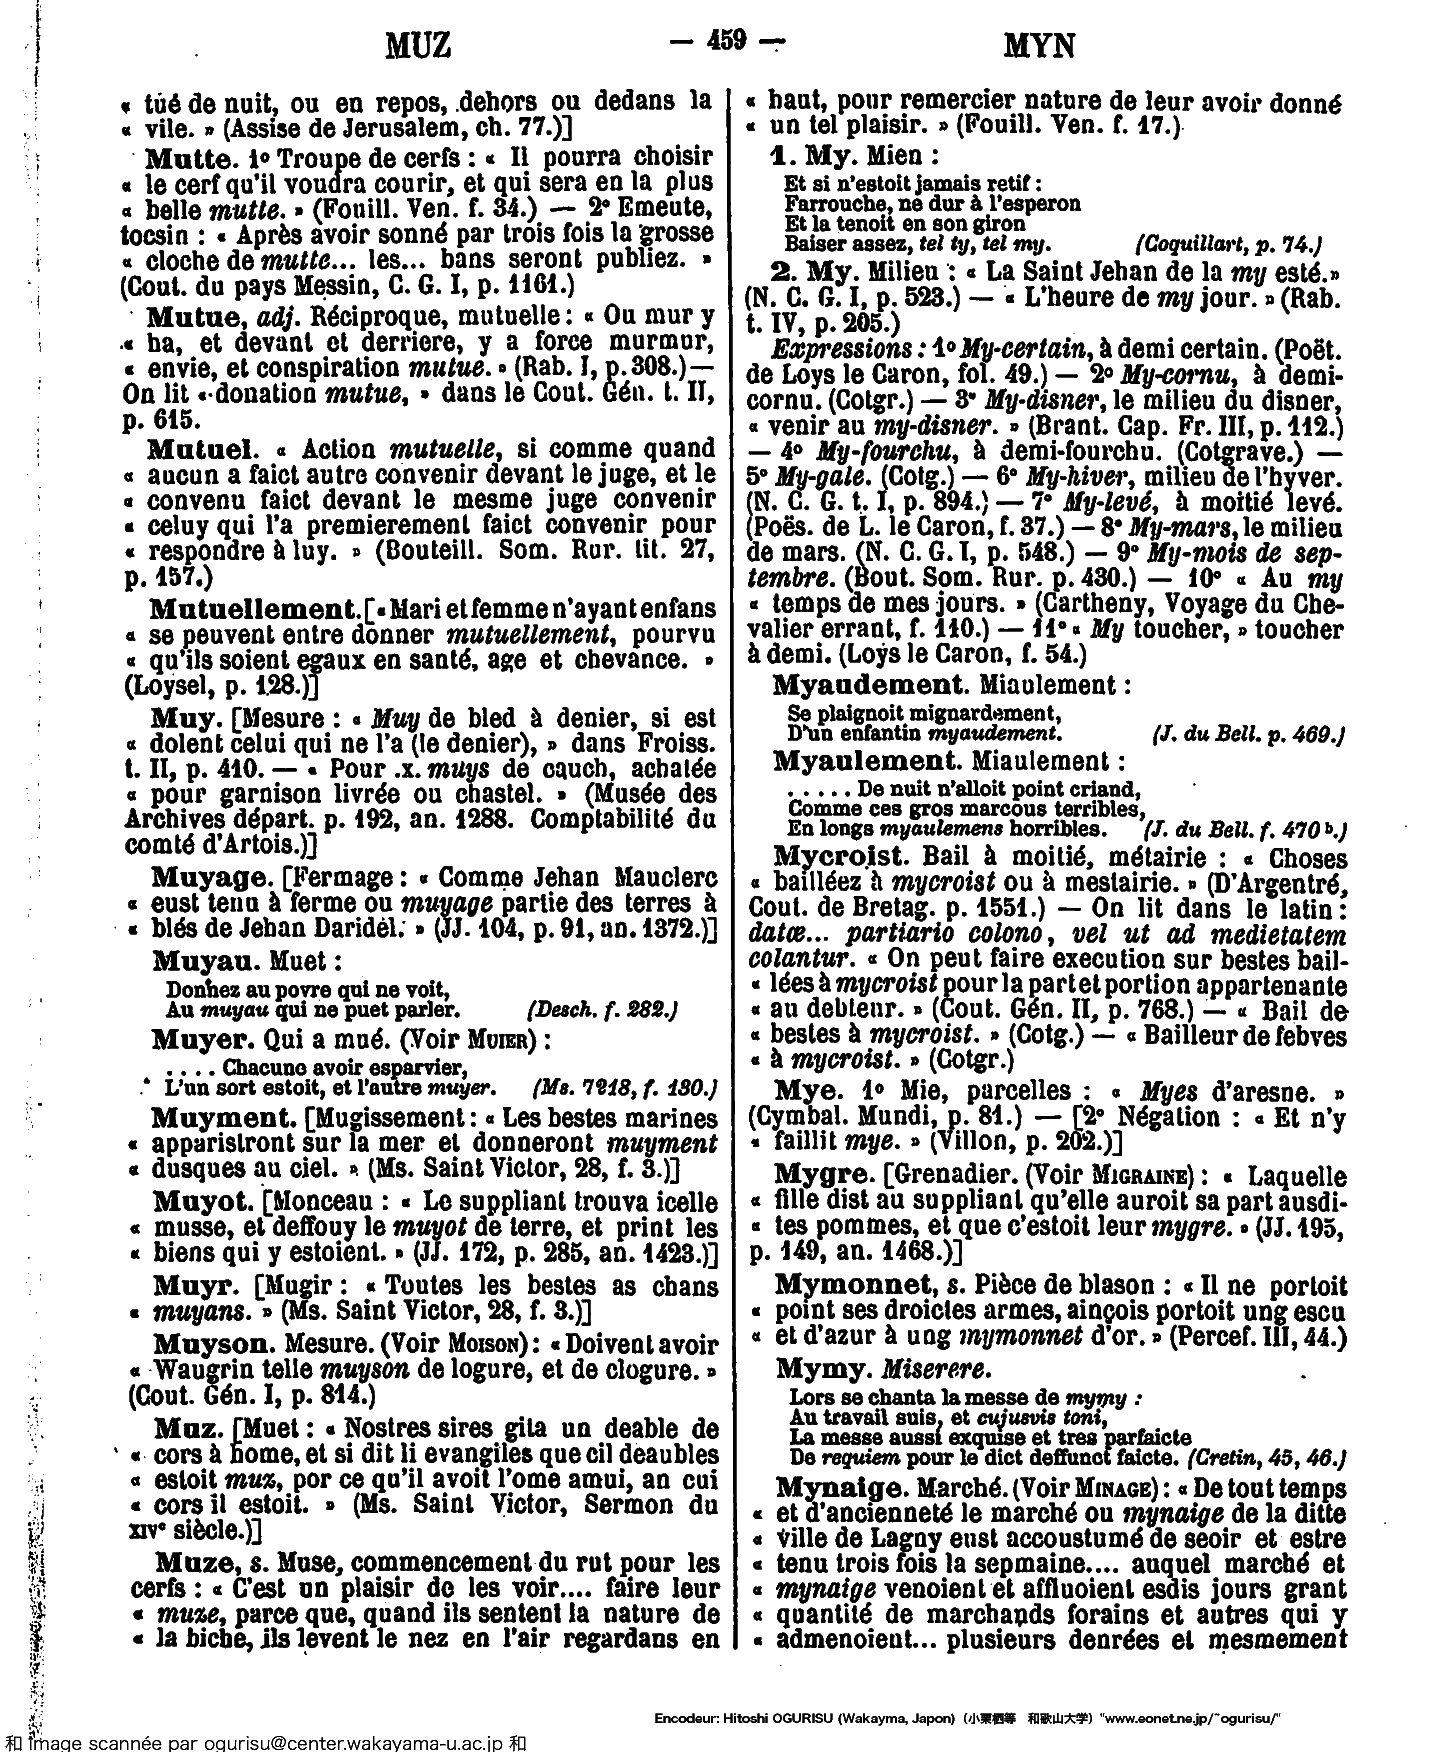 MUZ — 459 — MYN
« tué de nuit, ou en repos, dehors ou dedans la
« vile. » (Assise de Jerusalem, ch. 77.)]
Mutte. 1º Troupe de cerfs : « Il pourra choisir
« le cerf qu'il voudra courir, et qui sera en la plus
« belle mutte. » (Fouill. Ven. f. 34.) — 2º Emeute,
tocsin : « Après avoir sonné par trois fois la grosse
« cloche de mutte... les... bans seront publiez. »
(Cout. du pays Messin, C. G. I, p. 1161.)
Mutue, adj. Réciproque, mutuelle : « Ou mur y
« ha, et devant et derriere, y a force murmur,
« envie, et conspiration mutue. » (Rab. I, p. 308.) —
On lit « donation mutue, » dans le Cout. Gén. t. II,
p. 615.
Mutuel. « Action mutuelle, si comme quand
« aucun a faict autre convenir devant le juge, et le
« convenu faict devant le mesme juge convenir
« celuy qui l'a premierement faict convenir pour
« respondre à luy. » (Bouteill. Som. Rur. tit. 27,
p. 157.)
Mutuellement. [« Mari et femme n'ayant enfans
« se peuvent entre donner mutuellement, pourvu
« qu'ils soient egaux en santé, age et chevance. »
(Loysel, p. 128.)]
Muy. [Mesure : « Muy de bled à denier, si est
« dolent celui qui ne l'a (le denier), » dans Froiss.
t. II, p. 410. — « Pour .x. muys de cauch, achatée
« pour garnison livrée ou chastel. » (Musée des
Archives départ. p. 192, an. 1288. Comptabilité du
comté d'Artois.)]
Muyage. [Fermage : « Comme Jehan Mauclerc
« eust tenu à ferme ou muyage partie des terres à
« blés de Jehan Daridel. » (JJ. 104, p. 91, an. 1372.)]
Muyau. Muet :
Donnez au povre qui ne voit,
Au muyau qui ne puet parler. (Desch. f. 282.)
Muyer. Qui a mué. (Voir MUIER) :
. . . . Chacune avoir esparvier,
L'un sort estoit, et l'autre muyer. (Ms. 7218, f. 130.)
Muyment. [Mugissement : « Les bestes marines
« apparistront sur la mer et donneront muyment
« dusques au ciel. » (Ms. Saint Victor, 28, f. 3.)]
Muyot. [Monceau : « Le suppliant trouva icelle
« musse, et deffouy le muyot de terre, et print les
« biens qui y estoient. » (JJ. 172, p. 285, an. 1423.)]
Muyr. [Mugir : « Toutes les bestes as chans
« muyans. » (Ms. Saint Victor, 28, f. 3.)]
Muyson. Mesure. (Voir MOISON) : « Doivent avoir
« Waugrin telle muyson de logure, et de clogure. »
(Cout. Gén. I, p. 814.)
Muz. [Muet : « Nostres sires gita un deable de
« cors à home, et si dit li evangiles que cil deaubles
« estoit muz, por ce qu'il avoit l'ome amui, an cui
« cors il estoit. » (Ms. Saint Victor, Sermon du
XIVe siècle.)]
Muze, s. Muse, commencement du rut pour les
cerfs : « C'est un plaisir de les voir.... faire leur
« muze, parce que, quand ils sentent la nature de
« la biche, ils levent le nez en l'air regardans en
« haut, pour remercier nature de leur avoir donné
« un tel plaisir. » (Fouill. Ven. f. 17.)
1. My. Mien :
Et si n'estoit jamais retif :
Farrouche, ne dur à l'esperon
Et la tenoit en son giron
Baiser assez, tel ty, tel my. (Coquillart, p. 74.)
2. My. Milieu : « La Saint Jehan de la my esté. »
(N. C. G. I, p. 523.) — « L'heure de my jour. » (Rab.
t. IV, p. 205.)
Expressions : 1º My-certain, à demi certain. (Poët.
de Loys le Caron, fol. 49.) — 2º My-cornu, à demi-
cornu. (Cotgr.) — 3º My-disner, le milieu du disner,
« venir au my-disner. » (Brant. Cap. Fr. III, p. 112.)
— 4º My-fourchu, à demi-fourchu. (Cotgrave.) —
5º My-gale. (Cotg.) — 6º My-hiver, milieu de l'hyver.
(N. C. G. t. I, p. 894.) — 7º My-levé, à moitié levé.
(Poës. de L. le Caron, f. 37.) — 8º My-mars, le milieu
de mars. (N. C. G. I, p. 548.) — 9º My-mois de sep-
tembre. (Bout. Som. Rur. p. 430.) — 10º « Au my
« temps de mes jours. » (Cartheny, Voyage du Che-
valier errant, f. 110.) — 11º « My toucher, » toucher
à demi. (Loys le Caron, f. 54.)
Myaudement. Miaulement :
Se plaignoit mignardement,
D'un enfantin myaudement. (J. du Bell. p. 469.)
Myaulement. Miaulement :
. . . . . De nuit n'alloit point criand,
Comme ces gros marcous terribles,
En longs myaulemens horribles. (J. du Bell. f. 470 b.)
Mycroist. Bail à moitié, métairie : « Choses
« bailléez à mycroist ou à mestairie. » (D'Argentré,
Cout. de Bretag. p. 1551.) — On lit dans le latin :
datæ... partiario colono, vel ut ad medietatem
colantur. « On peut faire execution sur bestes bail-
« lées à mycroist pour la part et portion appartenante
« au debteur. » (Cout. Gén. II, p. 768.) — « Bail de
« bestes à mycroist. » (Cotg.) — « Bailleur de febves
« à mycroist. » (Cotgr.)
Mye. 1º Mie, parcelles : « Myes d'aresne. »
(Cymbal. Mundi, p. 81.) — [2º Négation : « Et n'y
« faillit mye. » (Villon, p. 202.)]
Mygre. [Grenadier. (Voir MIGRAINE) : « Laquelle
« fille dist au suppliant qu'elle auroit sa part ausdi-
« tes pommes, et que c'estoit leur mygre. » (JJ. 195,
p. 149, an. 1468.)]
Mymonnet, s. Pièce de blason : « Il ne portoit
« point ses droictes armes, ainçois portoit ung escu
« et d'azur à ung mymonnet d'or. » (Percef. III, 44.)
Mymy. Miserere.
Lors se chanta la messe de mymy :
Au travail suis, et cujusvis toni,
La messe aussi exquise et tres parfaicte
De requiem pour le dict deffunct faicte. (Cretin, 45, 46.)
Mynaige. Marché. (Voir MINAGE) : « De tout temps
« et d'ancienneté le marché ou mynaige de la ditte
« ville de Lagny eust accoustumé de seoir et estre
« tenu trois fois la sepmaine.... auquel marché et
« mynaige venoient et affluoient esdis jours grant
« quantité de marchands forains et autres qui y
« admenoient... plusieurs denrées et mesmement
Encodeur: Hitoshi OGURISU (Wakayma, Japon) (小栗栖等 和歌山大学) "www.eonet.ne.jp/~ogurisu/"
和 image scannée par ogurisu@center.wakayama-u.ac.jp 和